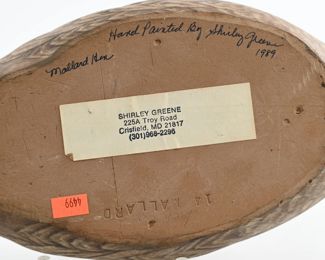 Hand Painted By Shirley Greene
1989
Mallard Hen
SHIRLEY GREENE
225A Troy Road
Crisfield, MD 21817
(301)968-2296
4499
14 MALLARD